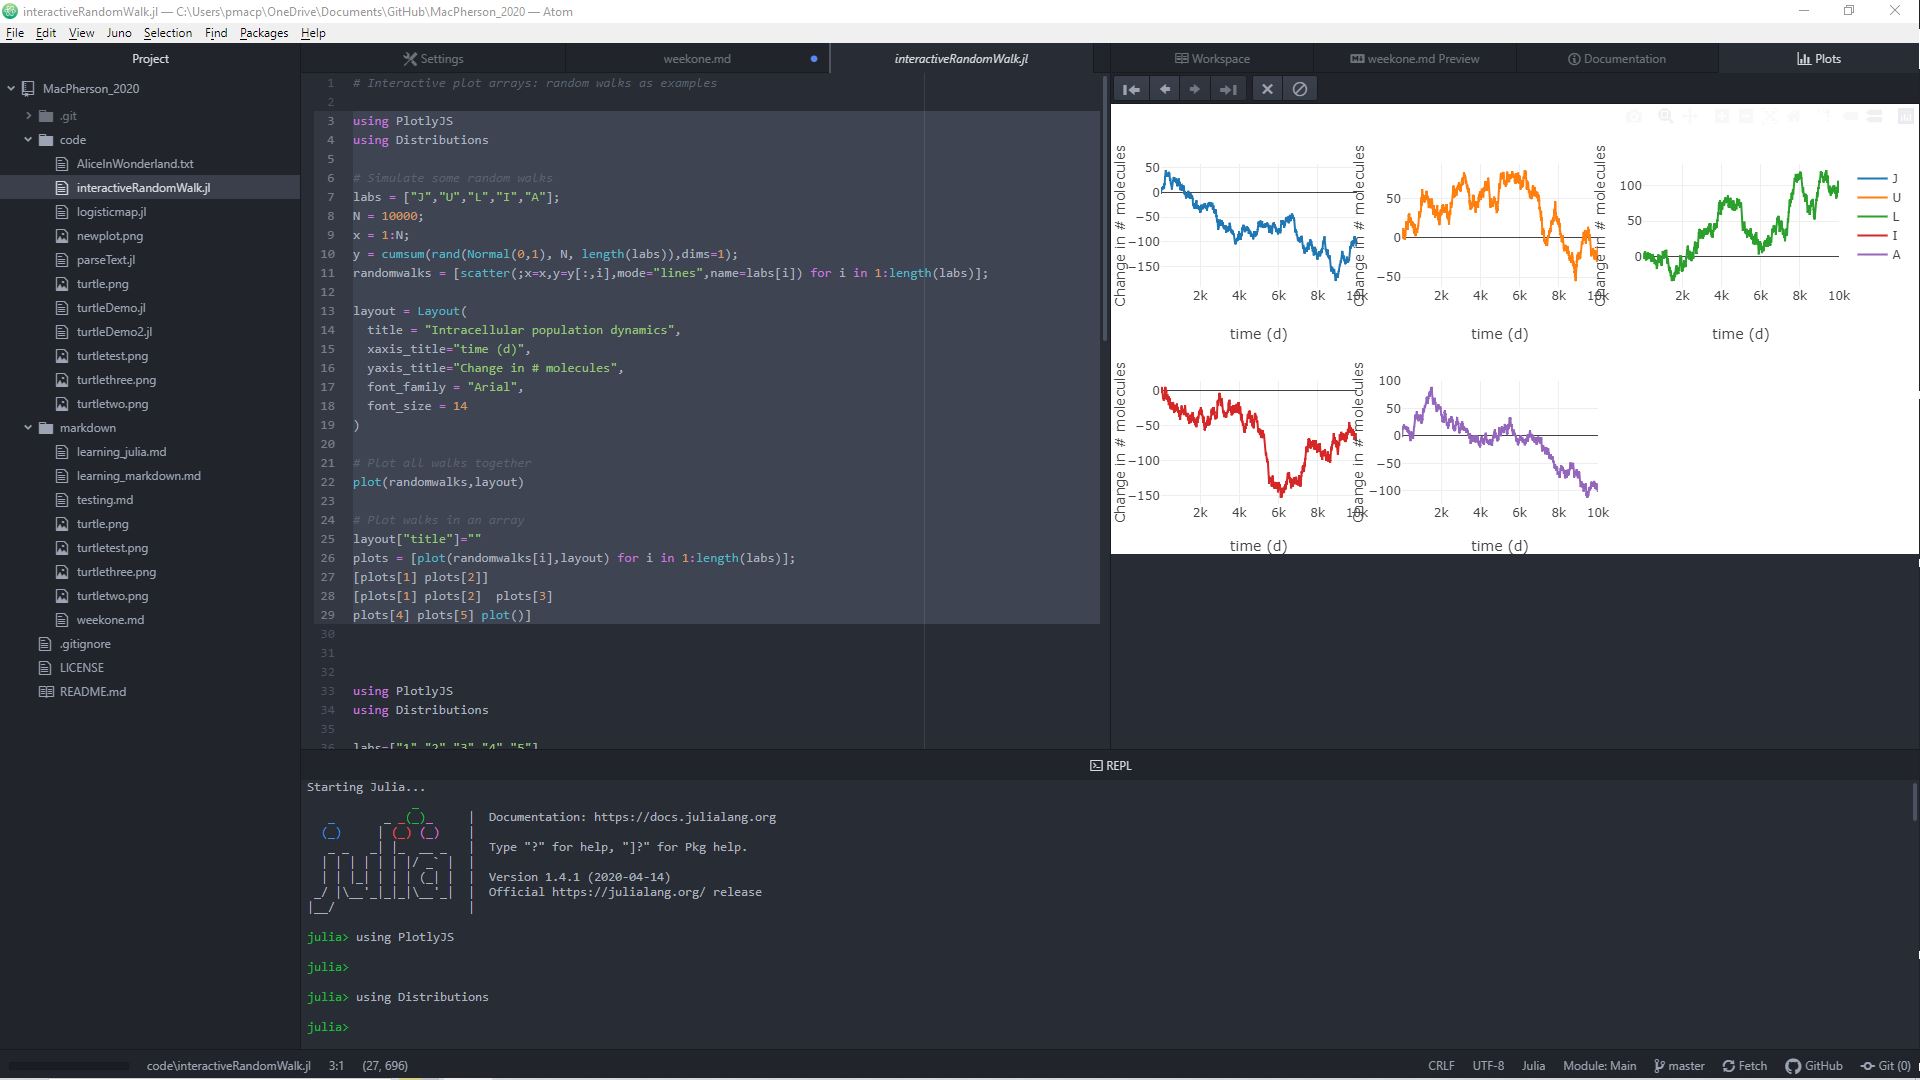 interactiveRandomWalk.jl — C:\Users\pmacp\OneDrive\Documents\GitHub\MacPherson_2020 — Atom
File Edit View Juno Selection Find Packages Help
Project
MacPherson_2020
.git
code
AliceInWonderland.txt
interactiveRandomWalk.jl
logisticmap.jl
newplot.png
parseText.jl
turtle.png
turtleDemo.jl
turtleDemo2.jl
turtletest.png
turtlethree.png
turtletwo.png
markdown
learning_julia.md
learning_markdown.md
testing.md
turtle.png
turtletest.png
turtlethree.png
turtletwo.png
weekone.md
.gitignore
LICENSE
README.md
Settings weekone.md interactiveRandomWalk.jl
1 # Interactive plot arrays: random walks as examples
2
3 using PlotlyJS
4 using Distributions
5
6 # Simulate some random walks
7 labs = ["J","U","L","I","A"];
8 N = 10000;
9 x = 1:N;
10 y = cumsum(rand(Normal(0,1), N, length(labs)),dims=1);
11 randomwalks = [scatter(;x=x,y=y[:,i],mode="lines",name=labs[i]) for i in 1:length(labs)];
12
13 layout = Layout(
14 title = "Intracellular population dynamics",
15 xaxis_title="time (d)",
16 yaxis_title="Change in # molecules",
17 font_family = "Arial",
18 font_size = 14
19 )
20
21 # Plot all walks together
22 plot(randomwalks,layout)
23
24 # Plot walks in an array
25 layout["title"]=""
26 plots = [plot(randomwalks[i],layout) for i in 1:length(labs)];
27 [plots[1] plots[2]]
28 [plots[1] plots[2]  plots[3]
29 plots[4] plots[5] plot()]
30
31
32
33 using PlotlyJS
34 using Distributions
35
36 labs=["1","2","3","4","5"]
Workspace weekone.md Preview Documentation Plots
Change in # molecules
50
0
−50
−100
−150
2k 4k 6k 8k 10k
time (d)
Change in # molecules
50
0
−50
2k 4k 6k 8k 10k
time (d)
Change in # molecules
100
50
0
2k 4k 6k 8k 10k
time (d)
J
U
L
I
A
Change in # molecules
0
−50
−100
−150
2k 4k 6k 8k 10k
time (d)
Change in # molecules
100
50
0
−50
−100
2k 4k 6k 8k 10k
time (d)
REPL
Starting Julia...
julia
| Documentation: https://docs.julialang.org
| Type "?" for help, "]?" for Pkg help.
| Version 1.4.1 (2020-04-14)
| Official https://julialang.org/ release
julia> using PlotlyJS
julia>
julia> using Distributions
julia>
code\interactiveRandomWalk.jl 3:1 (27, 696) CRLF UTF-8 Julia Module: Main master Fetch GitHub Git (0)